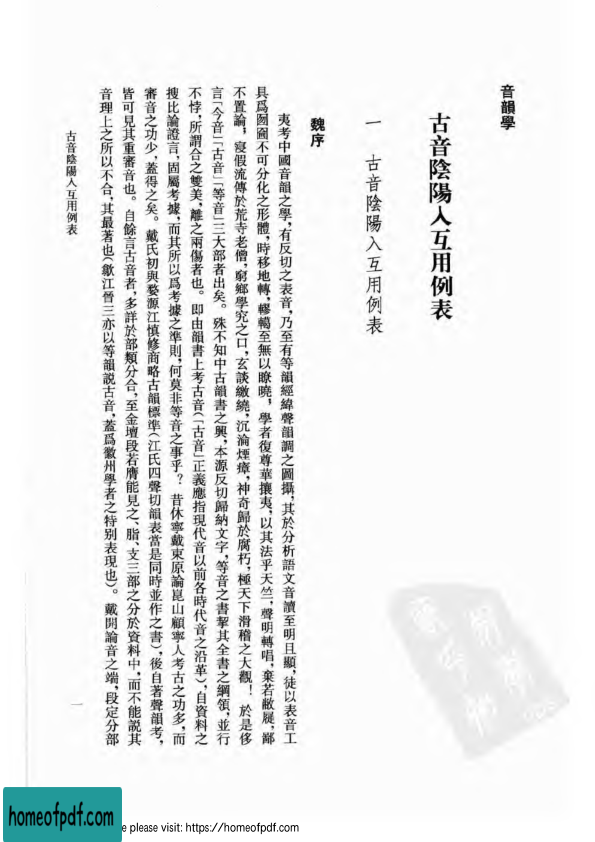 音韻學
古音陰陽入互用例表
一　古音陰陽入互用例表
魏序
夷考中國音韻之學，有反切之表音，乃至有等韻經緯聲韻調之圖攝，其於分析語文音讀至明且顯，徒以表音工
具爲囫圇不可分化之形體，時移地轉，轇轕至無以瞭曉，學者復尊華攘夷，以其法乎天竺，聲明轉唱，棄若敝屣，鄙
不置論，寖假流傳於荒寺老僧，窮鄉學究之口，玄談繳繞，沉淪煙瘴，神奇歸於腐朽，極天下滑稽之大觀！於是侈
言「今音」「古音」「等音」三大部者出矣。殊不知中古韻書之興，本源反切歸納文字，等音之書挈其全書之綱領，並行
不悖，所謂合之雙美，離之兩傷者也。即由韻書上考古音（「古音」正義應指現代音以前各時代音之沿革），自資料之
搜比論證言，固屬考據，而其所以爲考據之準則，何莫非等音之事乎？昔休寧戴東原論崑山顧寧人考古之功多，而
審音之功少，蓋得之矣。戴氏初與婺源江慎修商略古韻標準（江氏四聲切韻表當是同時並作之書），後自著聲韻考，
皆可見其重審音也。自餘言古音者，多詳於部類分合，至金壇段若膺能見之、脂、支三部之分於資料中，而不能説其
音理上之所以不合，其最著也（歙江晉三亦以等韻説古音，蓋爲徽州學者之特别表現也）。戴開論音之端，段定分部
古音陰陽入互用例表
一
homeofpdf.com
e please visit: https://homeofpdf.com